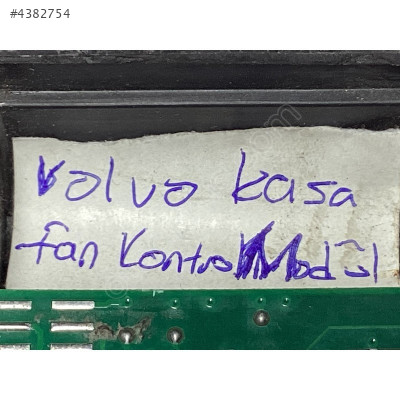 #4382754
Volvo kasa
fan Kontrol Modül